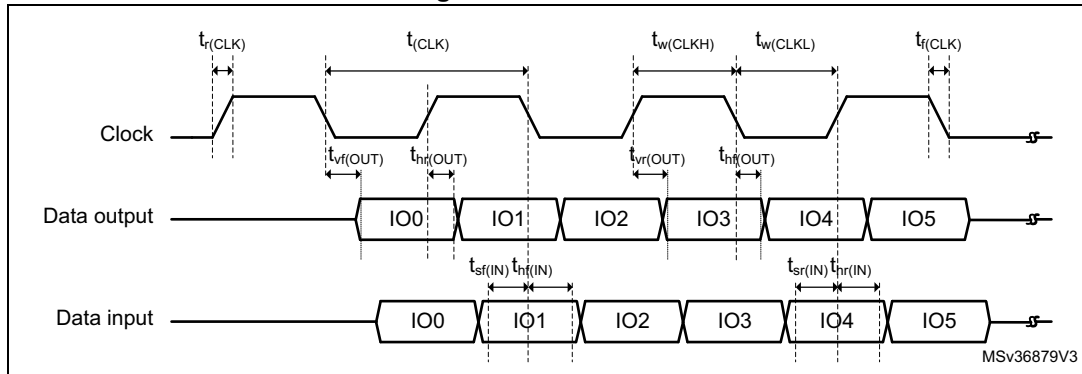 tr(CLK) t(CLK) tw(CLKH) tw(CLKL) tf(CLK)
Clock
tvf(OUT) thr(OUT) tvr(OUT) thf(OUT)
Data output IO0 IO1 IO2 IO3 IO4 IO5
tsf(IN) thf(IN) tsr(IN) thr(IN)
Data input IO0 IO1 IO2 IO3 IO4 IO5
MSv36879V3